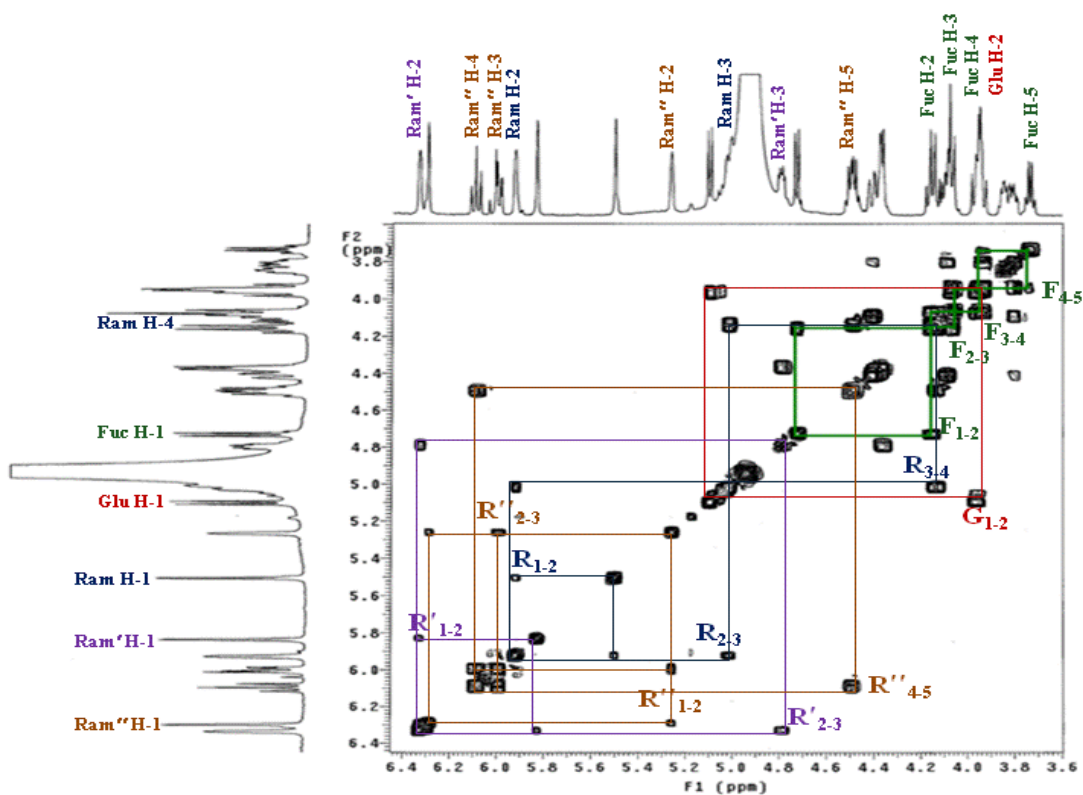 Ram' H-2
Ram" H-4
Ram" H-3
Ram H-2
Ram" H-2
Ram H-3
Ram' H-3
Ram" H-5
Fuc H-2
Fuc H-3
Fuc H-4
Glu H-2
Fuc H-5
F2
(ppm)
3.8
4.0
4.2
4.4
4.6
4.8
5.0
5.2
5.4
5.6
5.8
6.0
6.2
6.4
Ram H-4
Fuc H-1
Glu H-1
Ram H-1
Ram'H-1
Ram"H-1
F4-5
F3-4
F2-3
F1-2
R3-4
G1-2
R''2-3
R1-2
R'1-2
R2-3
R''4-5
R''1-2
R'2-3
6.4 6.2 6.0 5.8 5.6 5.4 5.2 5.0 4.8 4.6 4.4 4.2 4.0 3.8 3.6
F1 (ppm)